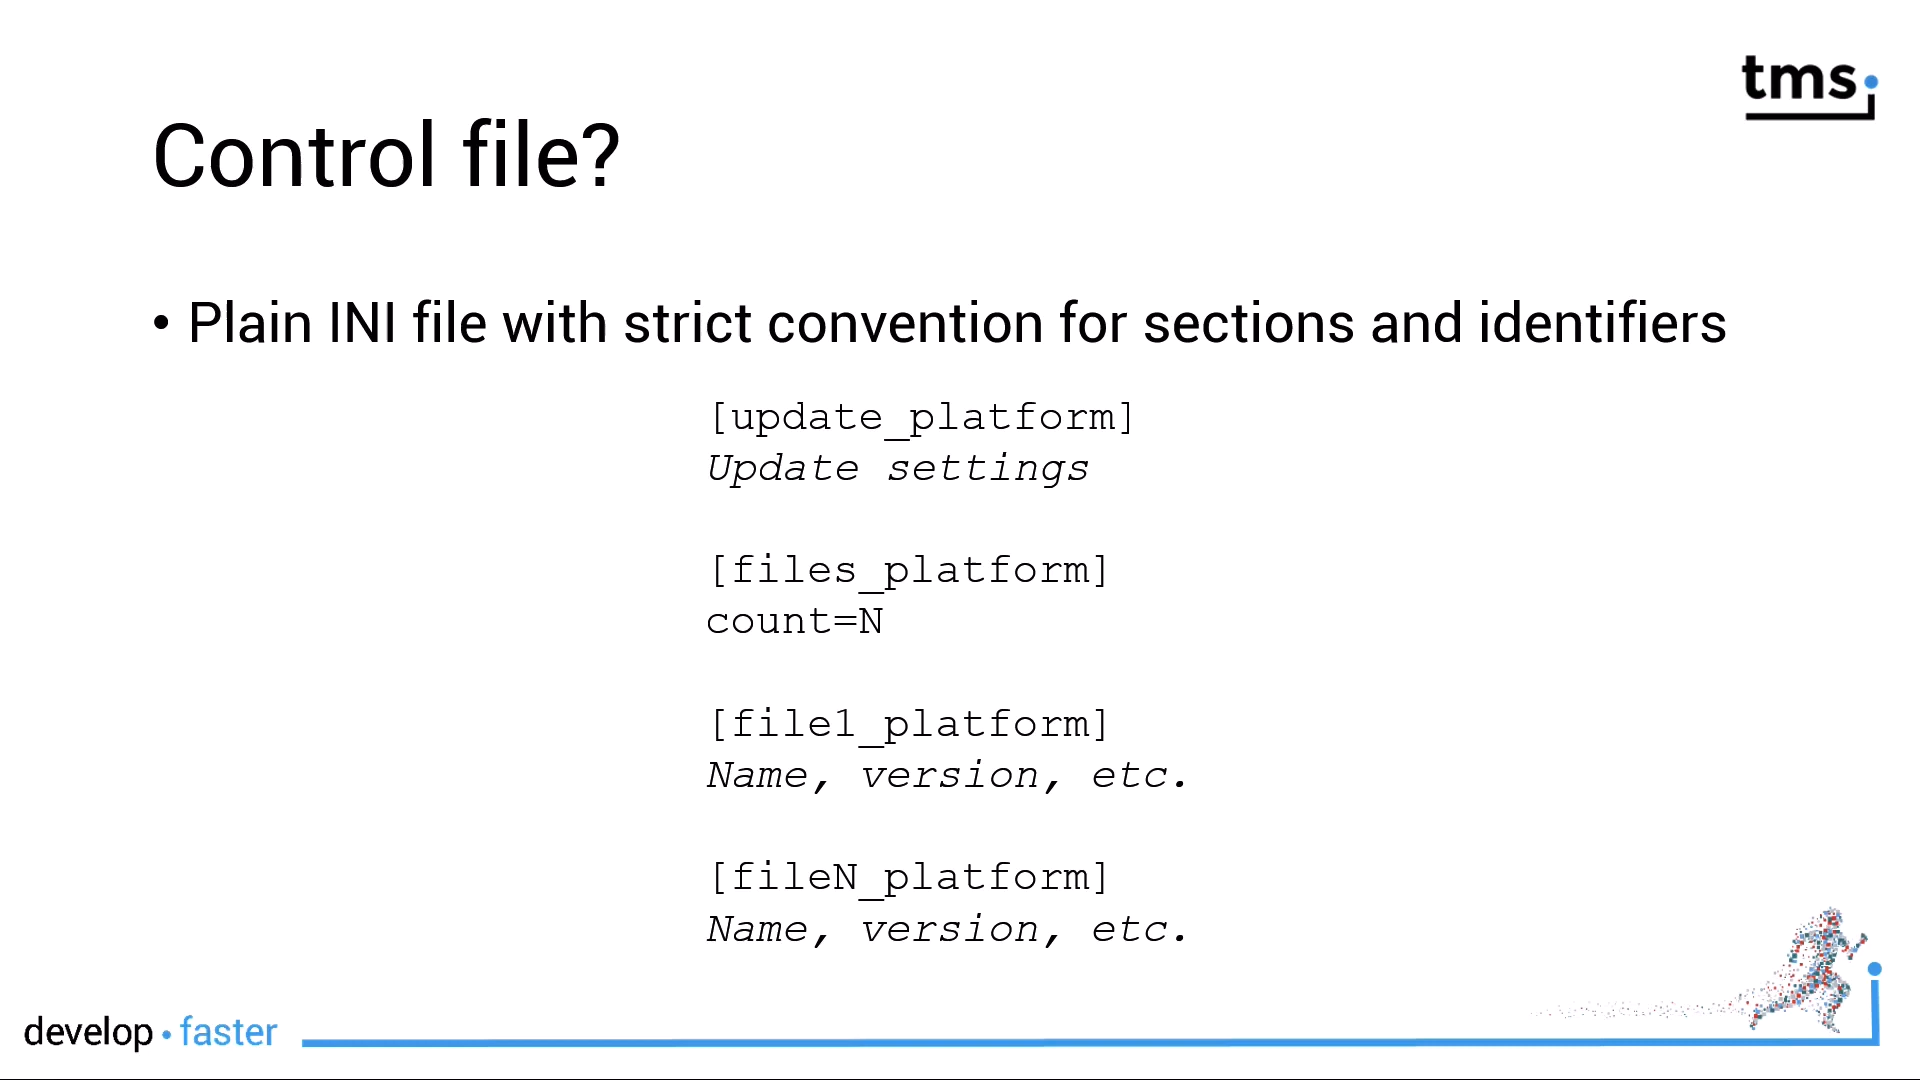 tms
Control file?
• Plain INI file with strict convention for sections and identifiers
[update_platform]
Update settings
[files_platform]
count=N
[file1_platform]
Name, version, etc.
[fileN_platform]
Name, version, etc.
develop • faster